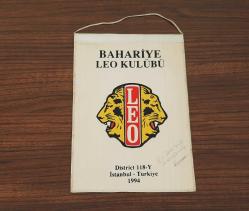 BAHARİYE
LEO KULÜBÜ
LEO
District 118-Y
İstanbul - Türkiye
1994